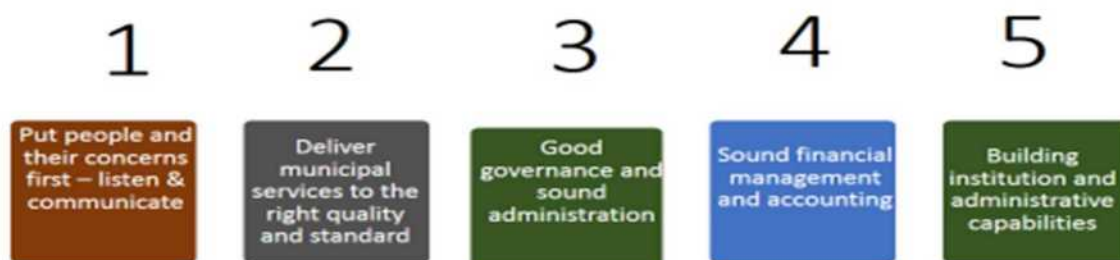 1
2
3
4
5
Put people and
their concerns
first – listen &
communicate
Deliver
municipal
services to the
right quality
and standard
Good
governance and
sound
administration
Sound financial
management
and accounting
Building
institution and
administrative
capabilities